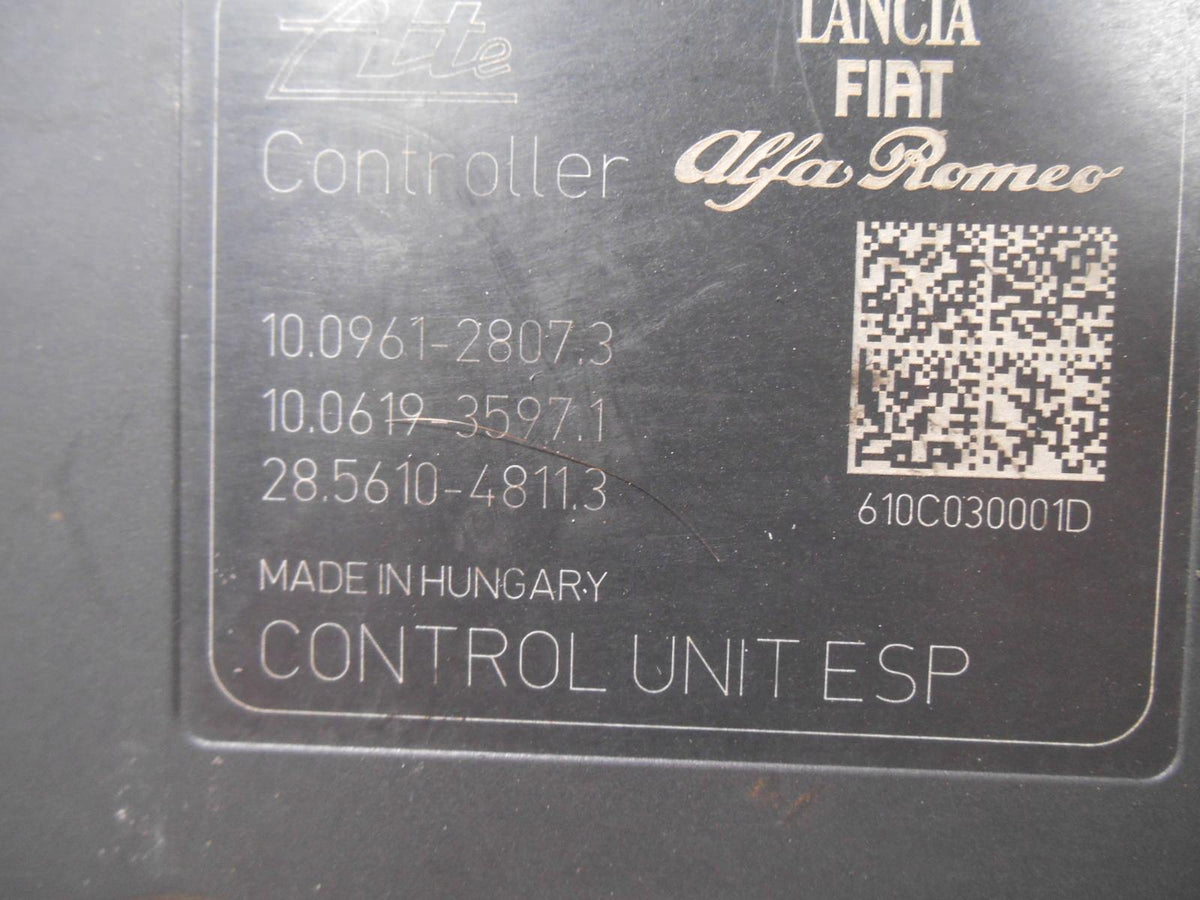 Ate
LANCIA
FIAT
Alfa Romeo
Controller
10.0961-2807.3
10.0619-3597.1
28.5610-4811.3
610C030001D
MADE IN HUNGARY
CONTROL UNIT ESP